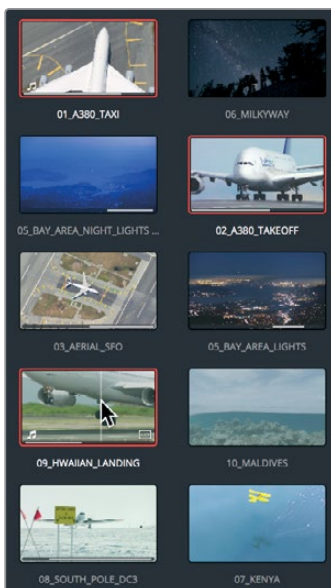 01_A380_TAXI
06_MILKYWAY
05_BAY_AREA_NIGHT_LIGHTS ...
02_A380_TAKEOFF
03_AERIAL_SFO
05_BAY_AREA_LIGHTS
09_HWAIIAN_LANDING
10_MALDIVES
08_SOUTH_POLE_DC3
07_KENYA